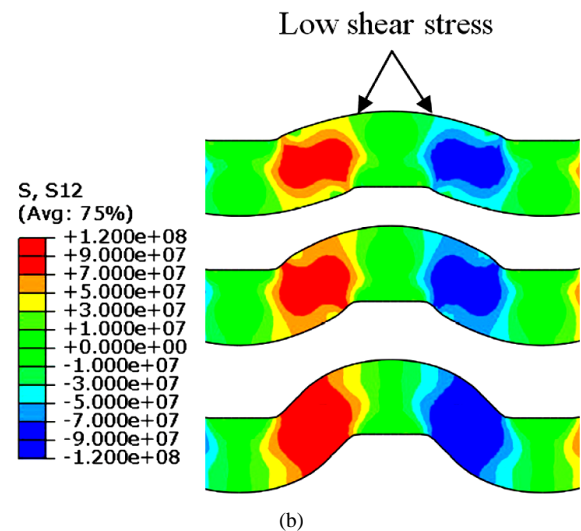 Low shear stress
S, S12
(Avg: 75%)
+1.200e+08
+9.000e+07
+7.000e+07
+5.000e+07
+3.000e+07
+1.000e+07
+0.000e+00
-1.000e+07
-3.000e+07
-5.000e+07
-7.000e+07
-9.000e+07
-1.200e+08
(b)